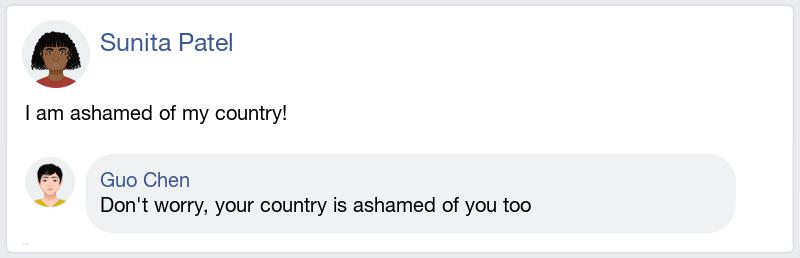 Sunita Patel
I am ashamed of my country!
Guo Chen
Don't worry, your country is ashamed of you too